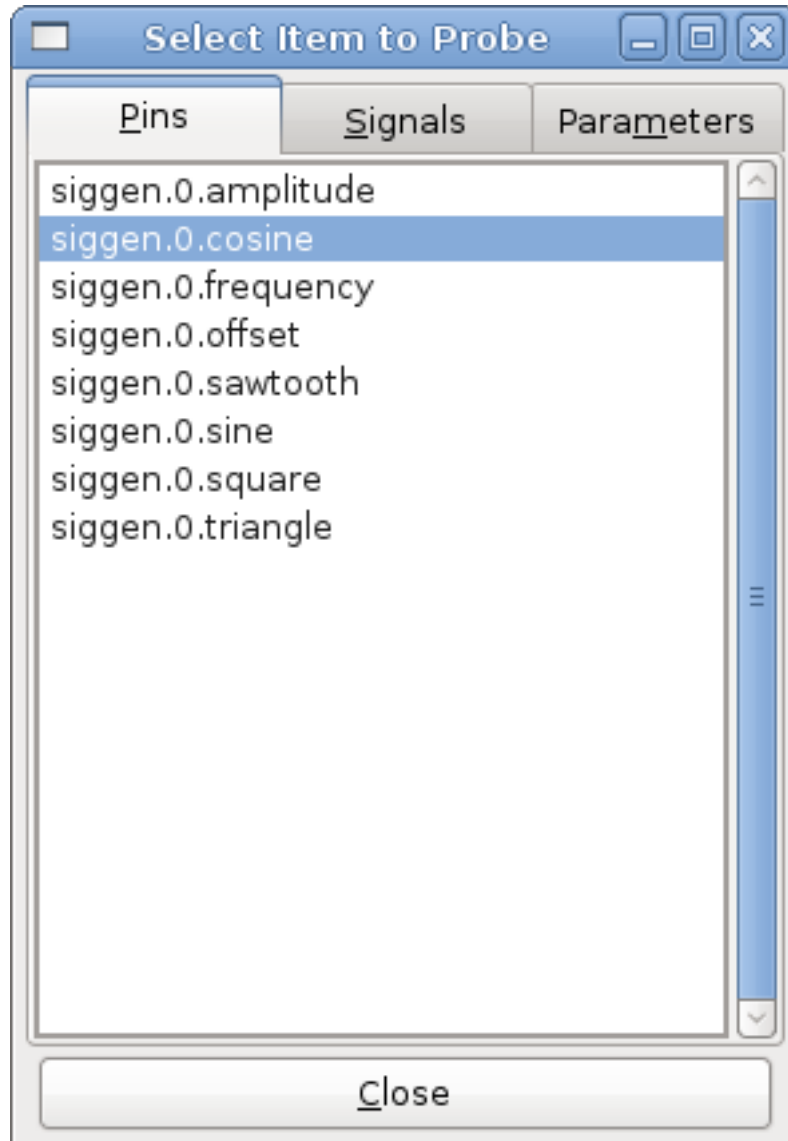 Select Item to Probe
Pins Signals Parameters
siggen.0.amplitude
siggen.0.cosine
siggen.0.frequency
siggen.0.offset
siggen.0.sawtooth
siggen.0.sine
siggen.0.square
siggen.0.triangle
Close